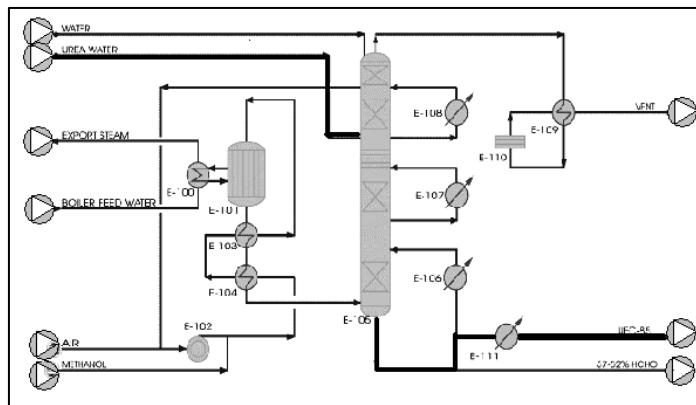 WATER
UREA WATER
E-108
EXPORT STEAM
E-109
VENT
E-110
E-100
E-101
E-107
BOILER FEED WATER
E-103
E-104
E-106
E-105
E-102
AIR
METHANOL
E-111
UFC-85
37-52% HCHO